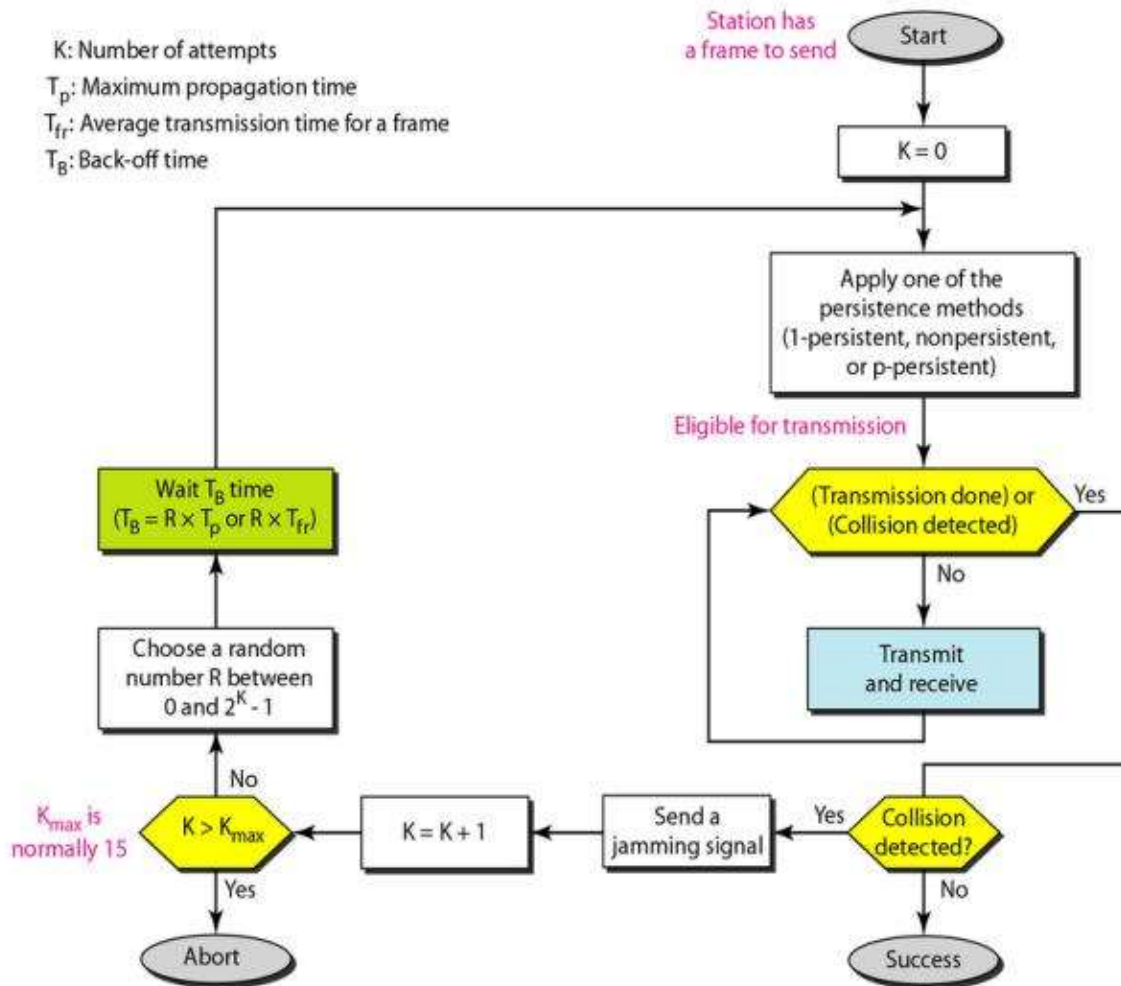 K: Number of attempts
Tp: Maximum propagation time
Tfr: Average transmission time for a frame
TB: Back-off time
Station has
a frame to send
Start
K = 0
Apply one of the
persistence methods
(1-persistent, nonpersistent,
or p-persistent)
Eligible for transmission
(Transmission done) or
(Collision detected)
Yes
No
Transmit
and receive
Wait TB time
(TB = R × Tp or R × Tfr)
Choose a random
number R between
0 and 2^K - 1
No
Kmax is
normally 15
K > Kmax
Yes
Abort
K = K + 1
Send a
jamming signal
Yes
Collision
detected?
No
Success